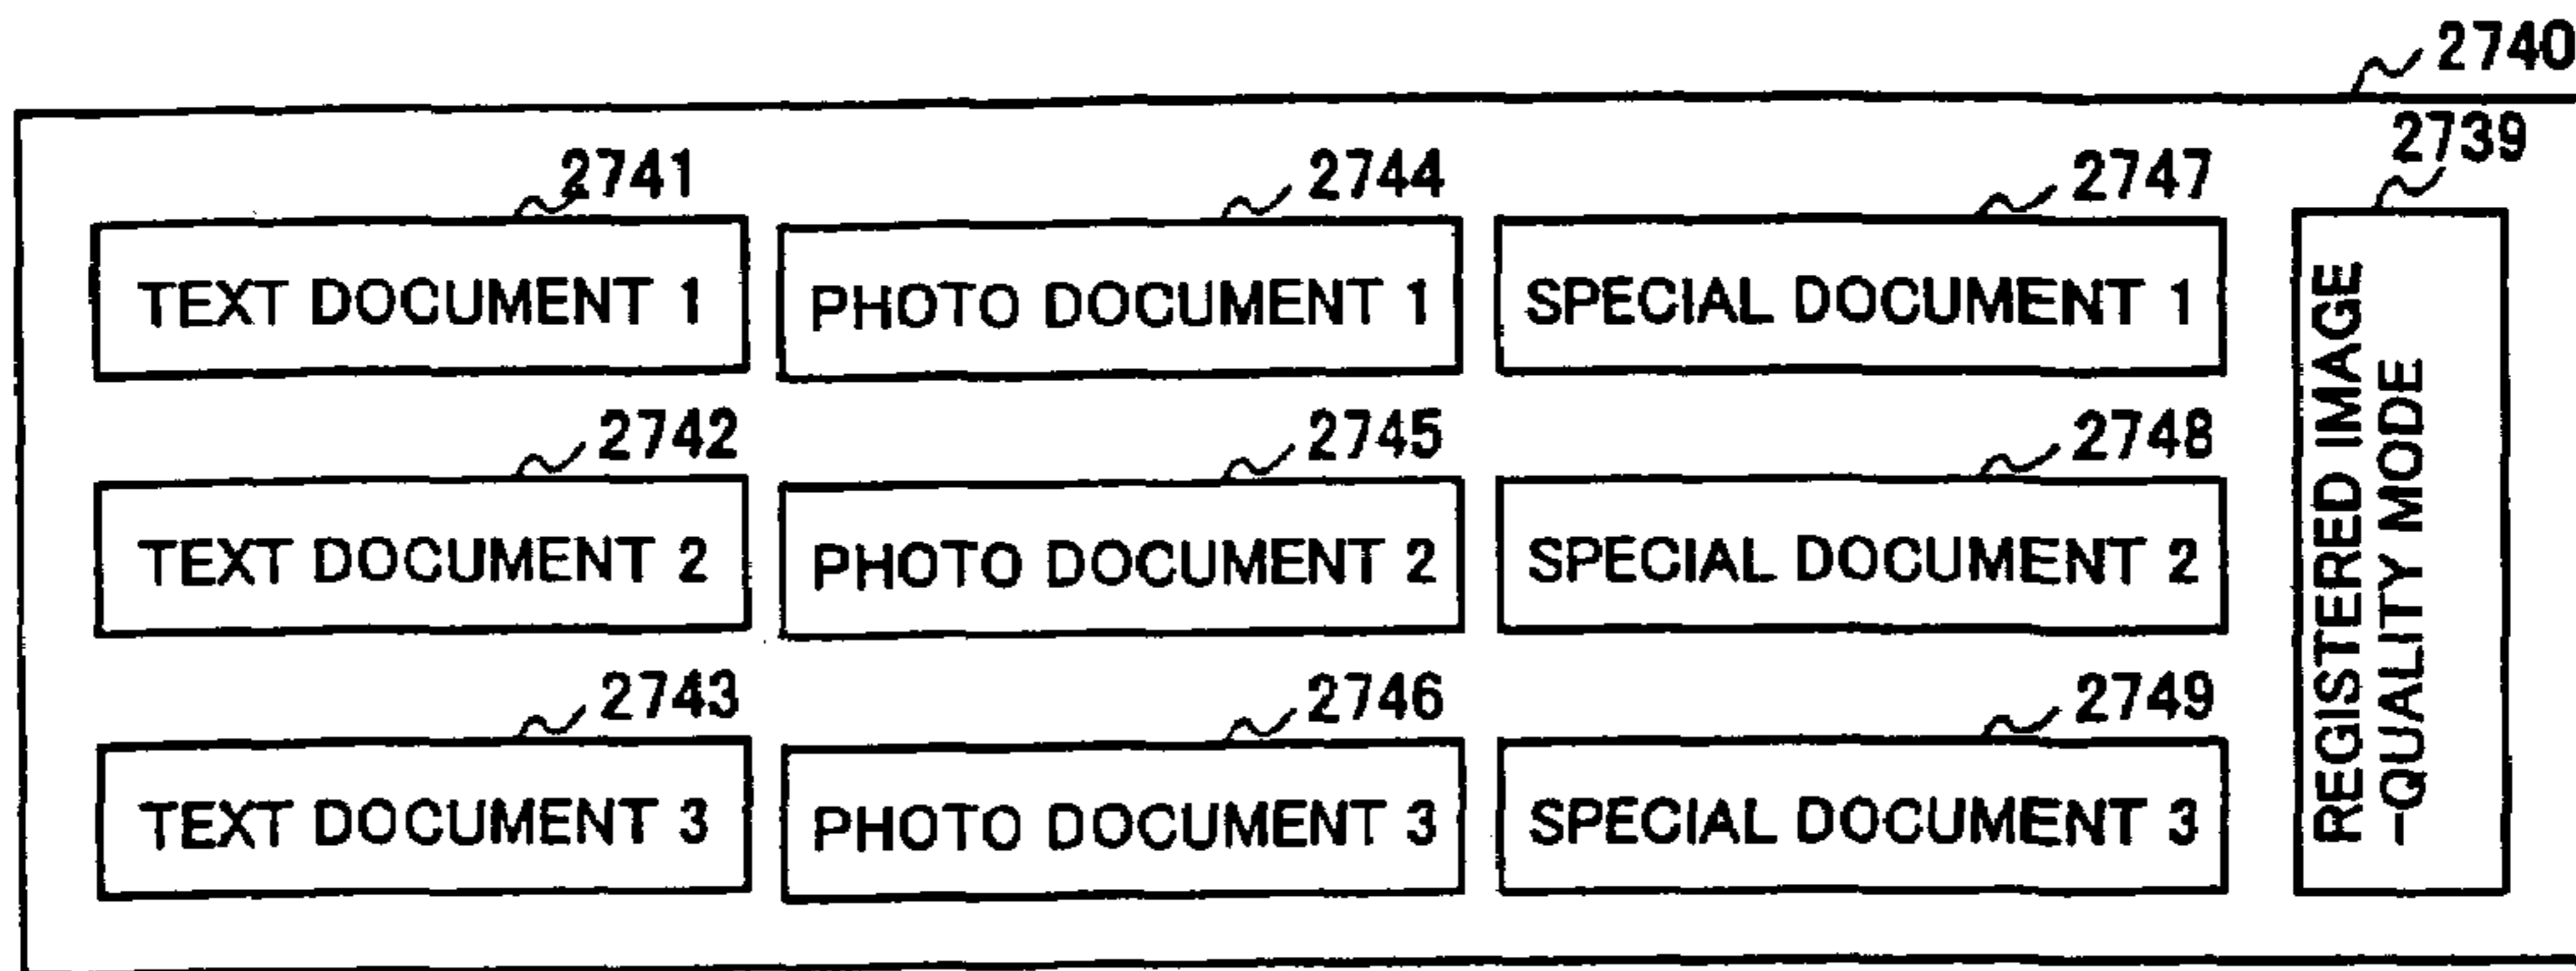 2740
2739
2741 2744 2747
TEXT DOCUMENT 1 PHOTO DOCUMENT 1 SPECIAL DOCUMENT 1
2742 2745 2748
TEXT DOCUMENT 2 PHOTO DOCUMENT 2 SPECIAL DOCUMENT 2
2743 2746 2749
TEXT DOCUMENT 3 PHOTO DOCUMENT 3 SPECIAL DOCUMENT 3
REGISTERED IMAGE
-QUALITY MODE